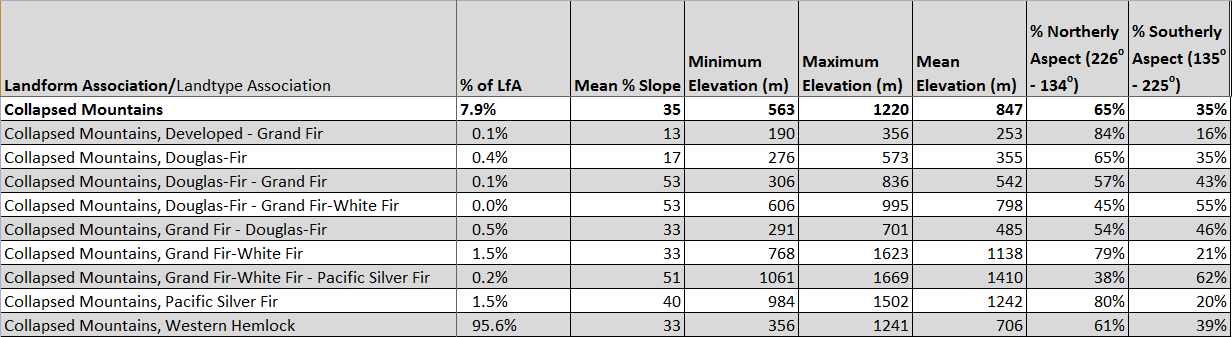 Landform Association/Landtype Association % of LfA Mean % Slope Minimum Elevation (m) Maximum Elevation (m) Mean Elevation (m) % Northerly Aspect (226° - 134°) % Southerly Aspect (135° - 225°)
Collapsed Mountains 7.9% 35 563 1220 847 65% 35%
Collapsed Mountains, Developed - Grand Fir 0.1% 13 190 356 253 84% 16%
Collapsed Mountains, Douglas-Fir 0.4% 17 276 573 355 65% 35%
Collapsed Mountains, Douglas-Fir - Grand Fir 0.1% 53 306 836 542 57% 43%
Collapsed Mountains, Douglas-Fir - Grand Fir-White Fir 0.0% 53 606 995 798 45% 55%
Collapsed Mountains, Grand Fir - Douglas-Fir 0.5% 33 291 701 485 54% 46%
Collapsed Mountains, Grand Fir-White Fir 1.5% 33 768 1623 1138 79% 21%
Collapsed Mountains, Grand Fir-White Fir - Pacific Silver Fir 0.2% 51 1061 1669 1410 38% 62%
Collapsed Mountains, Pacific Silver Fir 1.5% 40 984 1502 1242 80% 20%
Collapsed Mountains, Western Hemlock 95.6% 33 356 1241 706 61% 39%